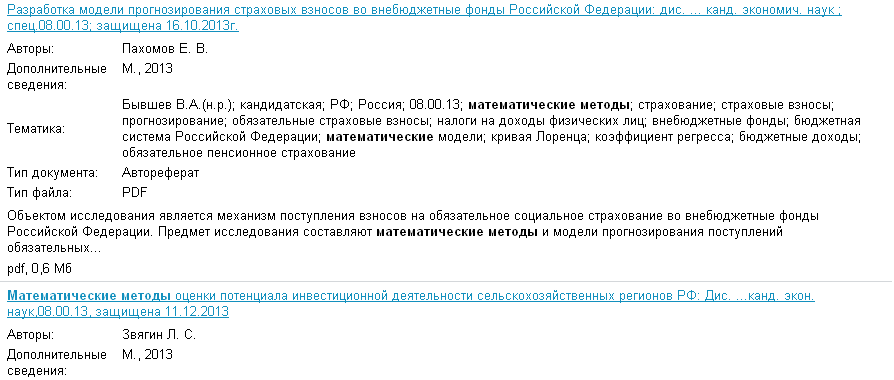 Разработка модели прогнозирования страховых взносов во внебюджетные фонды Российской Федерации: дис. ... канд. экономич. наук ;
спец.08.00.13; защищена 16.10.2013г.
Авторы: Пахомов Е. В.
Дополнительные сведения: М., 2013
Тематика: Бывшев В.А.(н.р.); кандидатская; РФ; Россия; 08.00.13; математические методы; страхование; страховые взносы;
прогнозирование; обязательные страховые взносы; налоги на доходы физических лиц; внебюджетные фонды; бюджетная
система Российской Федерации; математические модели; кривая Лоренца; коэффициент регресса; бюджетные доходы;
обязательное пенсионное страхование
Тип документа: Автореферат
Тип файла: PDF
Объектом исследования является механизм поступления взносов на обязательное социальное страхование во внебюджетные фонды
Российской Федерации. Предмет исследования составляют математические методы и модели прогнозирования поступлений
обязательных...
pdf, 0,6 Мб
Математические методы оценки потенциала инвестиционной деятельности сельскохозяйственных регионов РФ: Дис. ...канд. экон.
наук,08.00.13, защищена 11.12.2013
Авторы: Звягин Л. С.
Дополнительные сведения: М., 2013